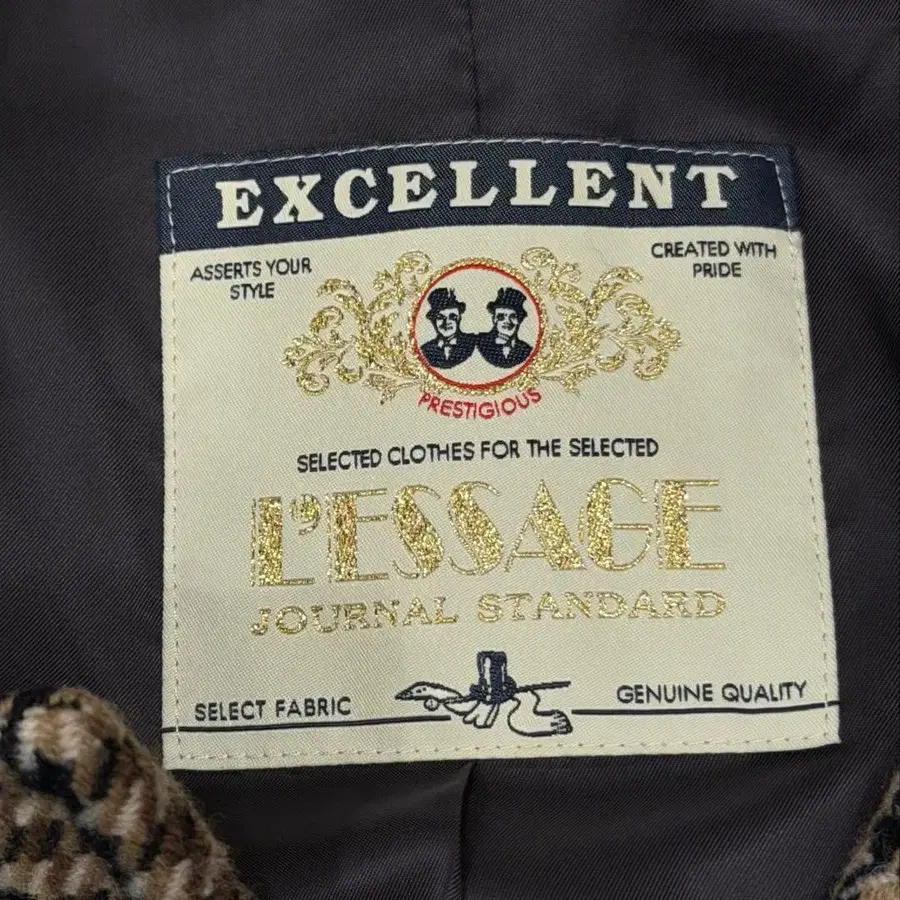 EXCELLENT
ASSERTS YOUR
STYLE
CREATED WITH
PRIDE
PRESTIGIOUS
SELECTED CLOTHES FOR THE SELECTED
L'ESSAGE
JOURNAL STANDARD
SELECT FABRIC
GENUINE QUALITY